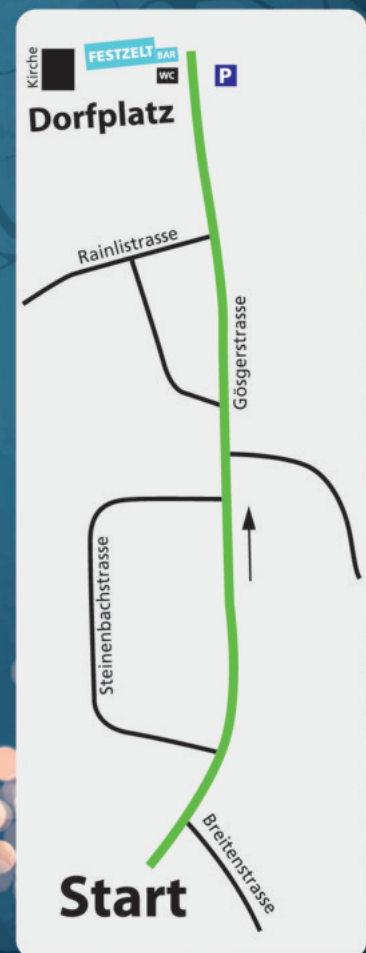 Kirche
FESTZELT BAR
WC
P
Dorfplatz
Rainlistrasse
Gösgerstrasse
Steinenbachstrasse
Breitenstrasse
Start